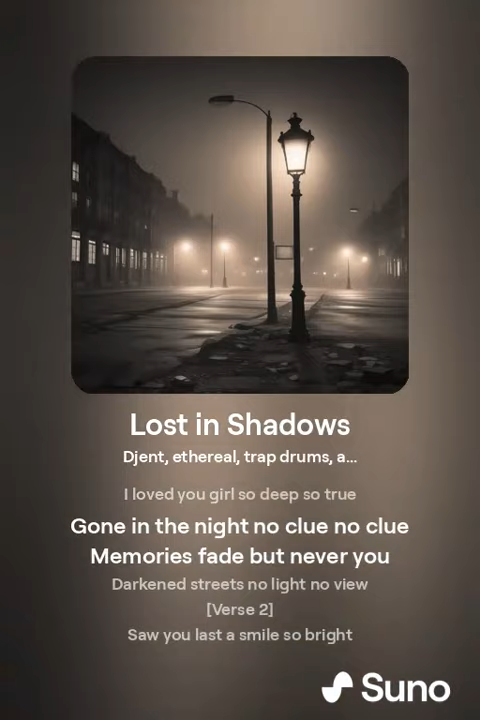 Lost in Shadows
Djent, ethereal, trap drums, a...
I loved you girl so deep so true
Gone in the night no clue no clue
Memories fade but never you
Darkened streets no light no view
[Verse 2]
Saw you last a smile so bright
Suno